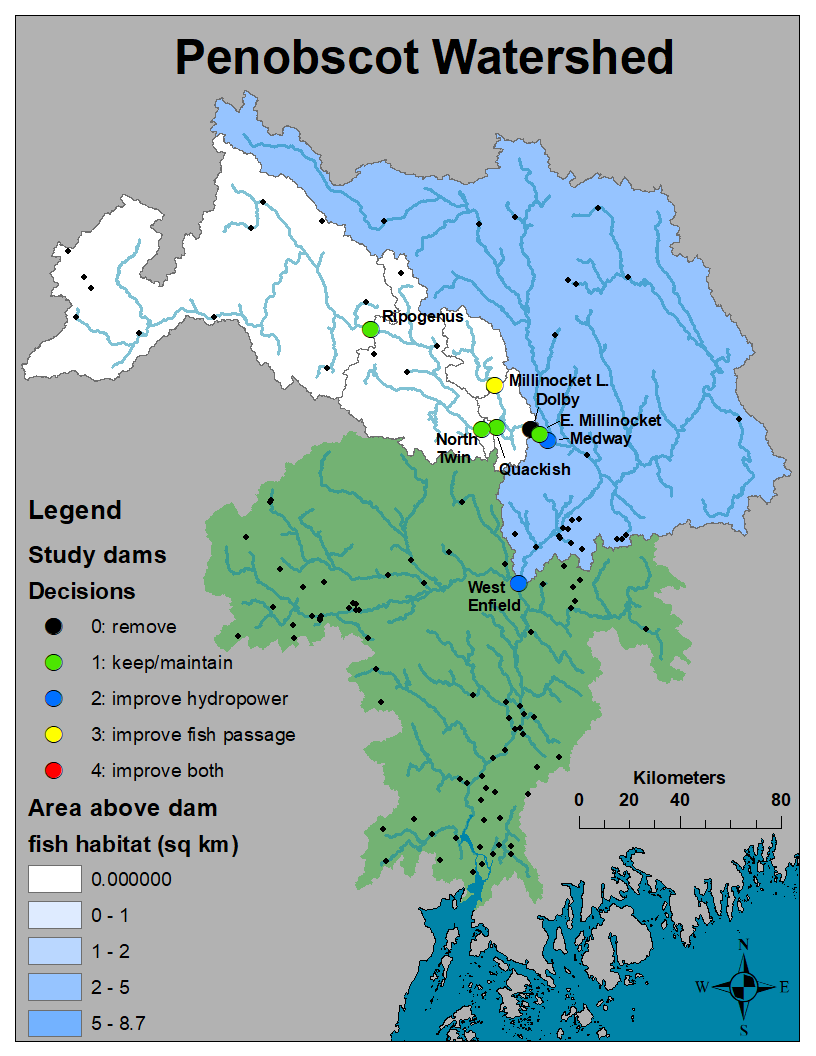 Penobscot Watershed
Ripogenus
Millinocket L.
Dolby
E. Millinocket
Medway
North
Twin
Quackish
West
Enfield
Legend
Study dams
Decisions
0: remove
1: keep/maintain
2: improve hydropower
3: improve fish passage
4: improve both
Area above dam
fish habitat (sq km)
0.000000
0 - 1
1 - 2
2 - 5
5 - 8.7
Kilometers
0 20 40 80
N
W E
S